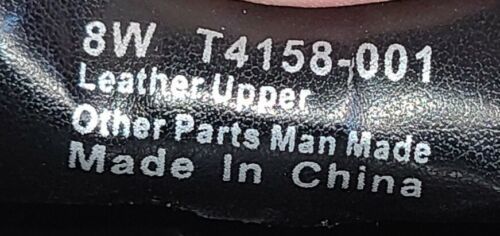 8W T4158-001
Leather Upper
Other Parts Man Made
Made In China